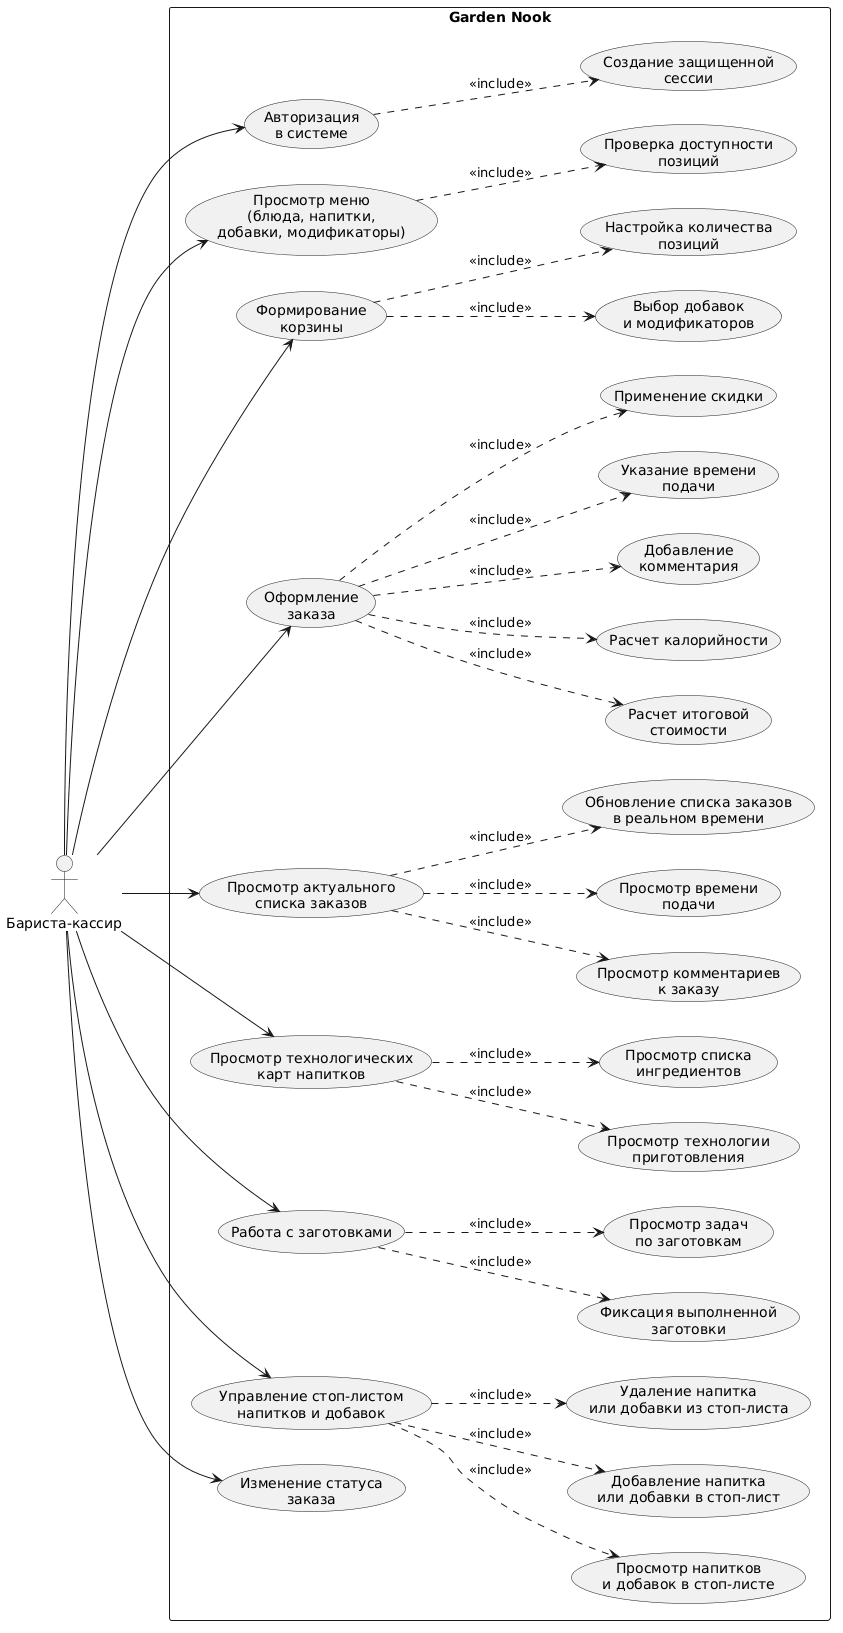 Garden Nook
Создание защищенной
сессии
«include»
Авторизация
в системе
Проверка доступности
позиций
«include»
Просмотр меню
(блюда, напитки,
добавки, модификаторы)
Настройка количества
позиций
«include»
Формирование
корзины
«include»
Выбор добавок
и модификаторов
Применение скидки
«include»
Указание времени
подачи
«include»
Добавление
комментария
«include»
Оформление
заказа
«include»
Расчет калорийности
«include»
Расчет итоговой
стоимости
Обновление списка заказов
в реальном времени
«include»
Просмотр актуального
списка заказов
«include»
Просмотр времени
подачи
Бариста-кассир
«include»
Просмотр комментариев
к заказу
Просмотр технологических
карт напитков
«include»
Просмотр списка
ингредиентов
«include»
Просмотр технологии
приготовления
Работа с заготовками
«include»
Просмотр задач
по заготовкам
«include»
Фиксация выполненной
заготовки
Управление стоп-листом
напитков и добавок
«include»
Удаление напитка
или добавки из стоп-листа
«include»
«include»
Изменение статуса
заказа
Добавление напитка
или добавки в стоп-лист
Просмотр напитков
и добавок в стоп-листе